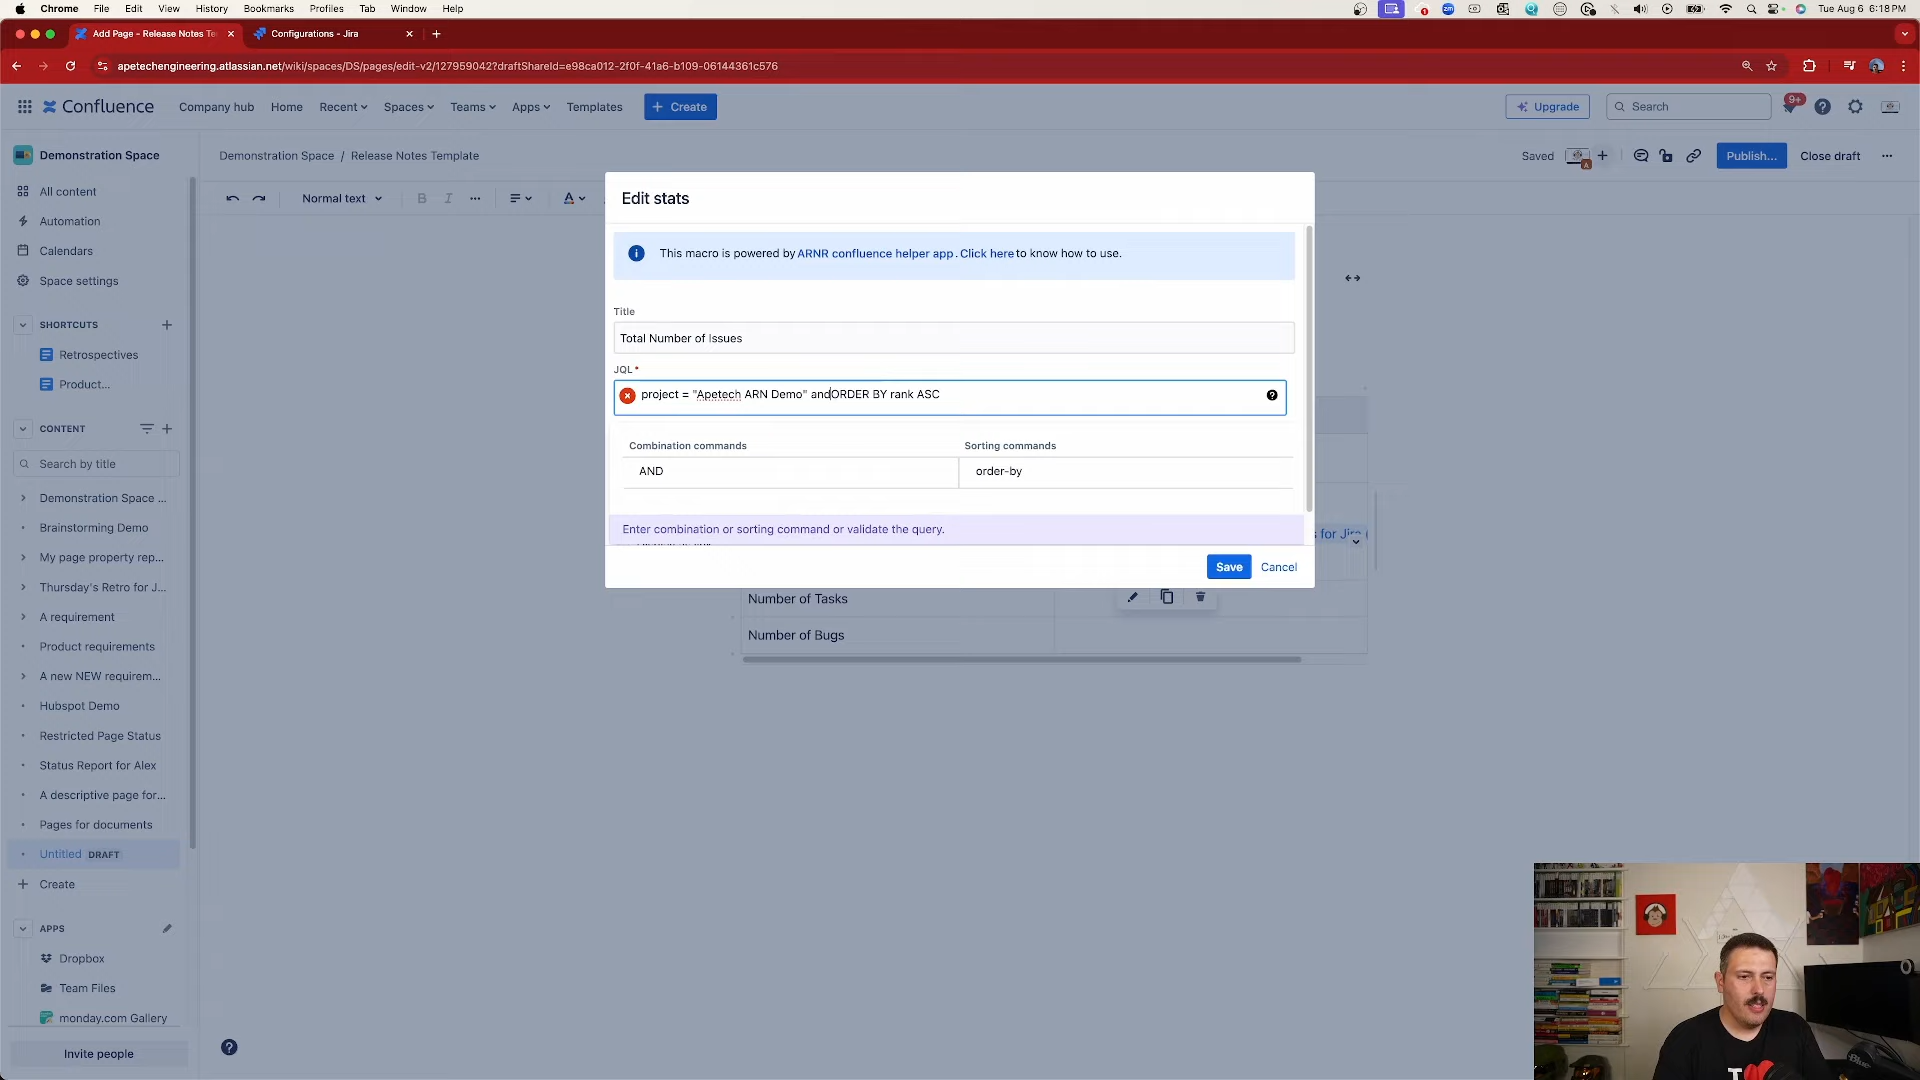 Chrome File Edit View History Bookmarks Profiles Tab Window Help
Tue Aug 6 6:18 PM
Add Page - Release Notes Te
Configurations - Jira
apetechengineering.atlassian.net/wiki/spaces/DS/pages/edit-v2/127959042?draftShareId=e98ca012-2f0f-41a6-b109-06144361c576
Confluence
Company hub Home Recent Spaces Teams Apps Templates + Create
Upgrade
Search
9+
Demonstration Space
Demonstration Space / Release Notes Template
Saved
Publish...
Close draft
Normal text
All content
Automation
Calendars
Space settings
SHORTCUTS
Retrospectives
Product...
CONTENT
Search by title
Demonstration Space ...
Brainstorming Demo
My page property rep...
Thursday's Retro for J...
A requirement
Product requirements
A new NEW requirem...
Hubspot Demo
Restricted Page Status
Status Report for Alex
A descriptive page for...
Pages for documents
Untitled DRAFT
Create
APPS
Dropbox
Team Files
monday.com Gallery
Invite people
Edit stats
This macro is powered by ARNR confluence helper app. Click here to know how to use.
Title
Total Number of Issues
JQL*
project = "Apetech ARN Demo" andORDER BY rank ASC
Combination commands
Sorting commands
AND
order-by
Enter combination or sorting command or validate the query.
Save
Cancel
s for Jira (
Number of Tasks
Number of Bugs